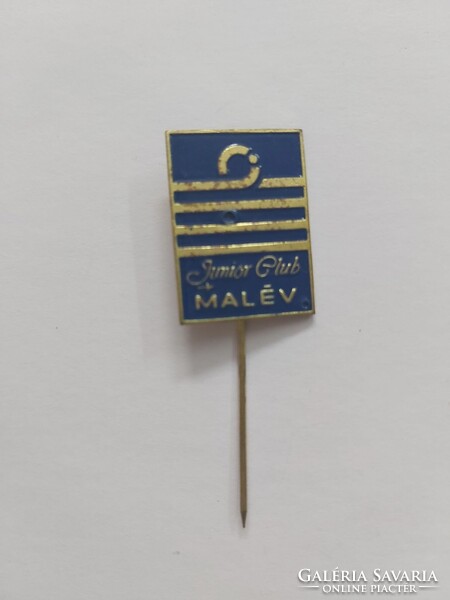 Junior Club
MALÉV
GALÉRIA SAVARIA
ONLINE PIACTÉR